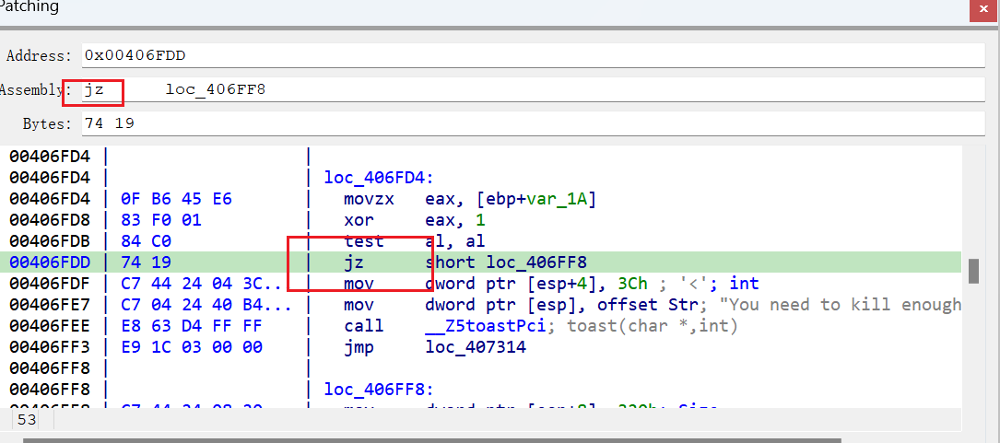 Patching
Address: 0x00406FDD
Assembly: jz loc_406FF8
Bytes: 74 19
00406FD4 | |
00406FD4 | | loc_406FD4:
00406FD4 | 0F B6 45 E6 | movzx eax, [ebp+var_1A]
00406FD8 | 83 F0 01 | xor eax, 1
00406FDB | 84 C0 | test al, al
00406FDD | 74 19 | jz short loc_406FF8
00406FDF | C7 44 24 04 3C.. | mov dword ptr [esp+4], 3Ch ; '<'; int
00406FE7 | C7 04 24 40 B4... | mov dword ptr [esp], offset Str; "You need to kill enough
00406FEE | E8 63 D4 FF FF | call __Z5toastPci; toast(char *,int)
00406FF3 | E9 1C 03 00 00 | jmp loc_407314
00406FF8 | |
00406FF8 | | loc_406FF8:
53